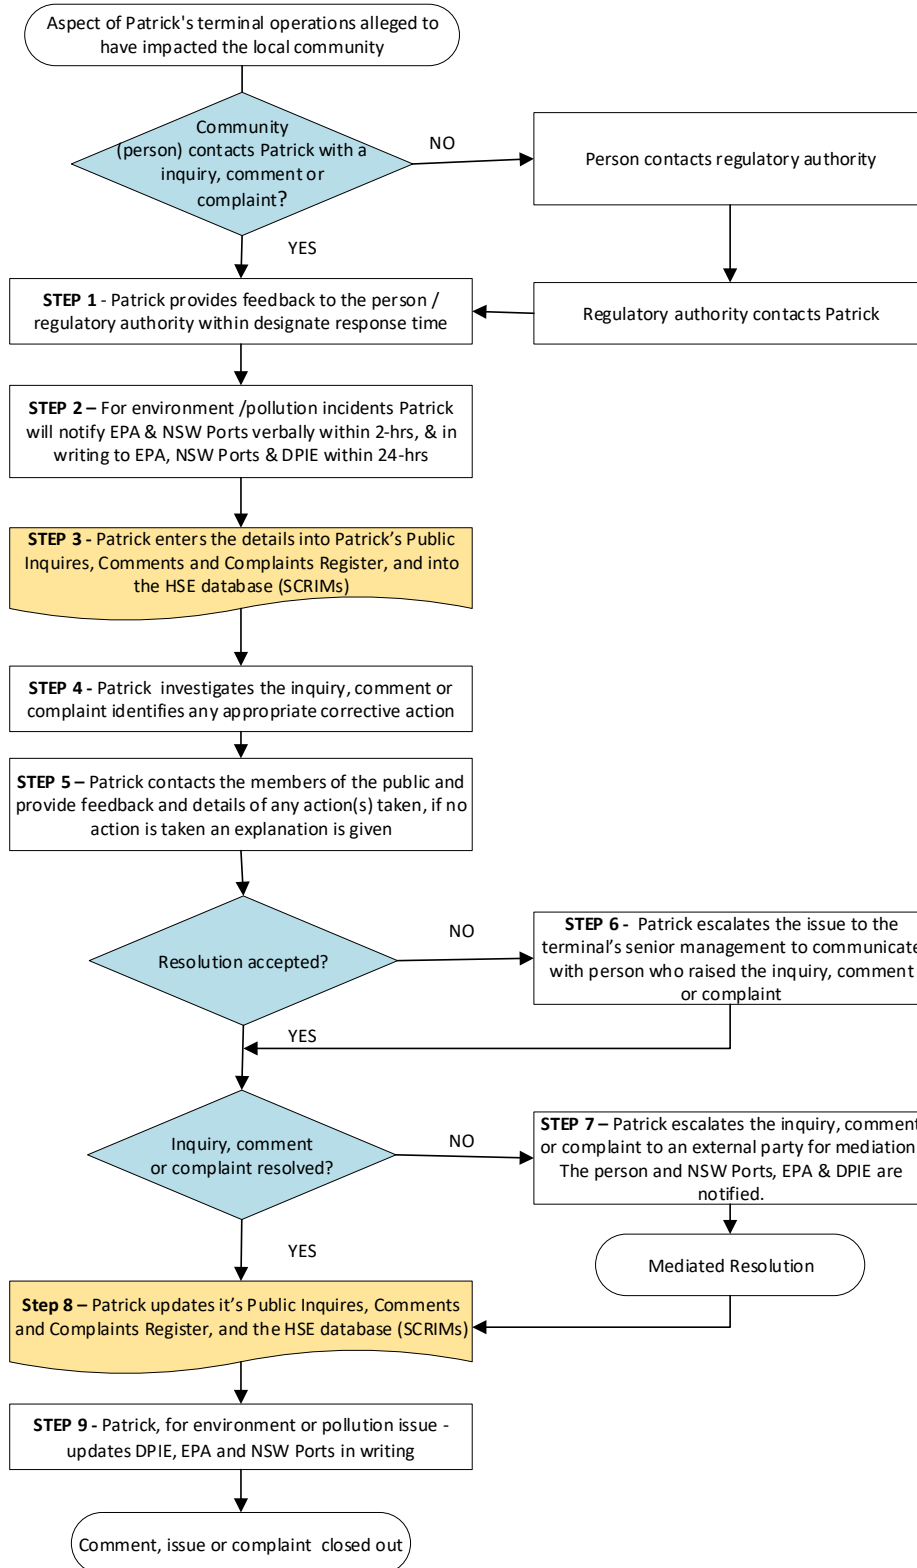 Aspect of Patrick's terminal operations alleged to
have impacted the local community
Community
(person) contacts Patrick with a
inquiry, comment or
complaint?
NO
Person contacts regulatory authority
YES
STEP 1 - Patrick provides feedback to the person /
regulatory authority within designate response time
Regulatory authority contacts Patrick
STEP 2 – For environment /pollution incidents Patrick
will notify EPA & NSW Ports verbally within 2-hrs, & in
writing to EPA, NSW Ports & DPIE within 24-hrs
STEP 3 - Patrick enters the details into Patrick's Public
Inquires, Comments and Complaints Register, and into
the HSE database (SCRIMs)
STEP 4 - Patrick investigates the inquiry, comment or
complaint identifies any appropriate corrective action
STEP 5 – Patrick contacts the members of the public and
provide feedback and details of any action(s) taken, if no
action is taken an explanation is given
Resolution accepted?
NO
STEP 6 - Patrick escalates the issue to the
terminal's senior management to communicate
with person who raised the inquiry, comment
or complaint
YES
Inquiry, comment
or complaint resolved?
NO
STEP 7 – Patrick escalates the inquiry, comment
or complaint to an external party for mediation
The person and NSW Ports, EPA & DPIE are
notified.
YES
Mediated Resolution
Step 8 – Patrick updates it's Public Inquires, Comments
and Complaints Register, and the HSE database (SCRIMs)
STEP 9 - Patrick, for environment or pollution issue -
updates DPIE, EPA and NSW Ports in writing
Comment, issue or complaint closed out